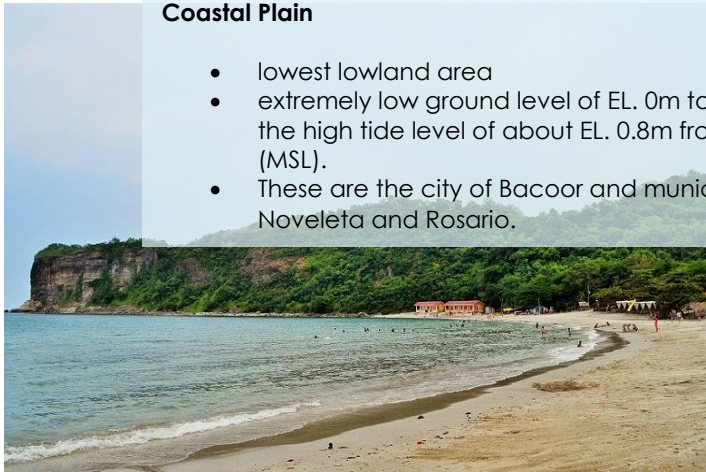 Coastal Plain
• lowest lowland area
• extremely low ground level of EL. 0m to
the high tide level of about EL. 0.8m
(MSL).
• These are the city of Bacoor and
Noveleta and Rosario.